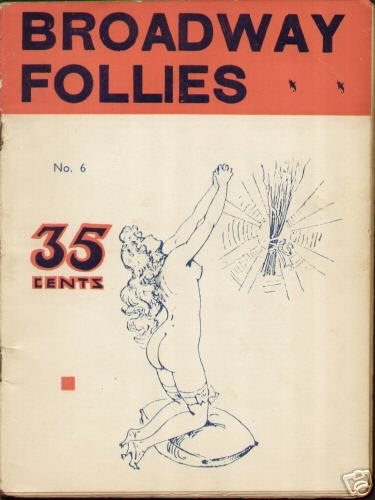 BROADWAY
FOLLIES
No. 6
35
CENTS